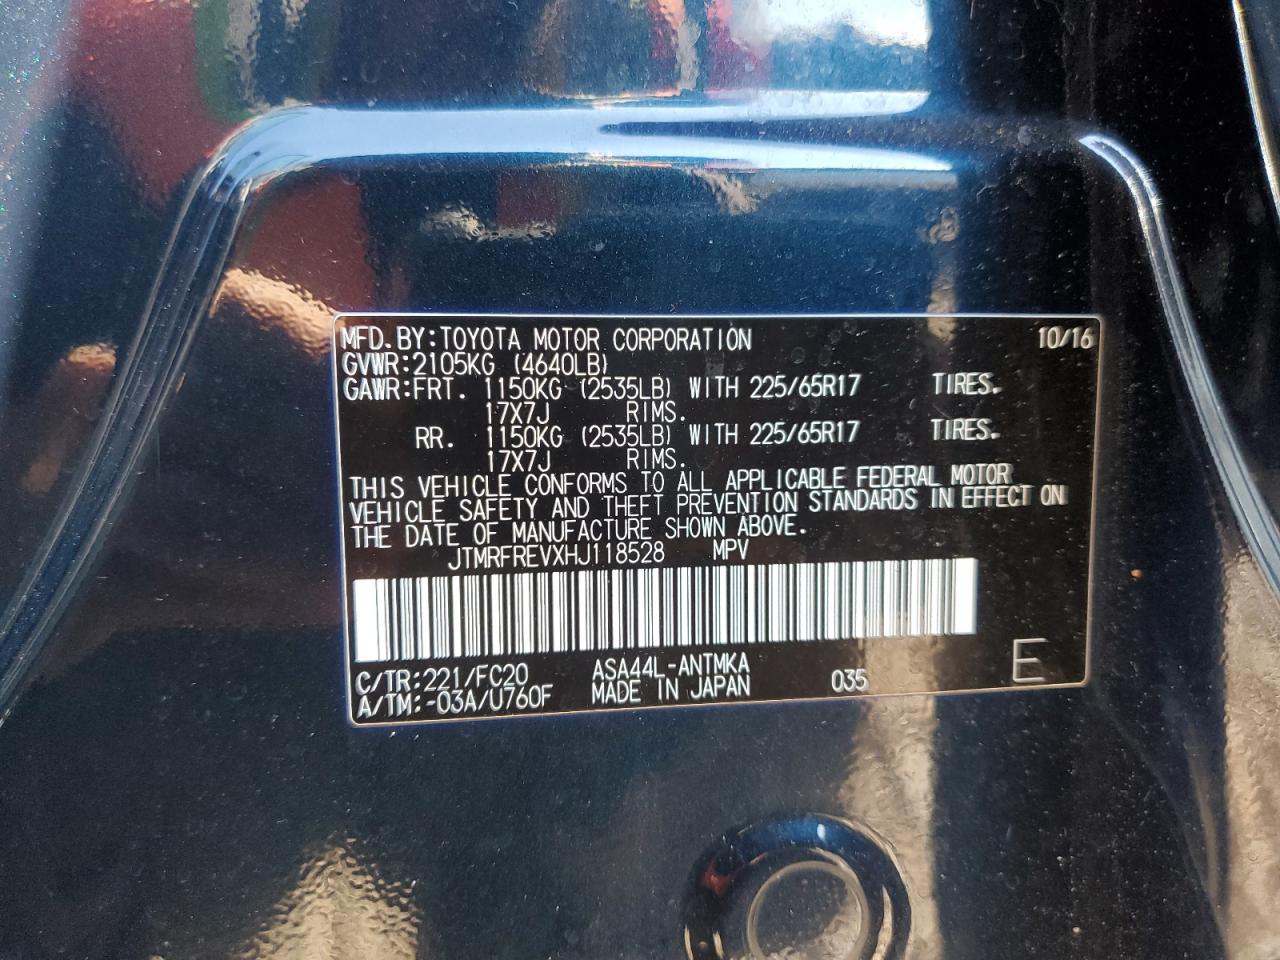 MFD. BY: TOYOTA MOTOR CORPORATION 10/16
GVWR: 2105KG (4640LB)
GAWR: FRT. 1150KG (2535LB) WITH 225/65R17 TIRES.
17X7J RIMS.
RR. 1150KG (2535LB) WITH 225/65R17 TIRES.
17X7J RIMS.
THIS VEHICLE CONFORMS TO ALL APPLICABLE FEDERAL MOTOR
VEHICLE SAFETY AND THEFT PREVENTION STANDARDS IN EFFECT ON
THE DATE OF MANUFACTURE SHOWN ABOVE.
JTMRFREVXHJ118528 MPV
C/TR: 221/FC20 ASA44L-ANTMKA 035 E
A/TM: -03A/U760F MADE IN JAPAN